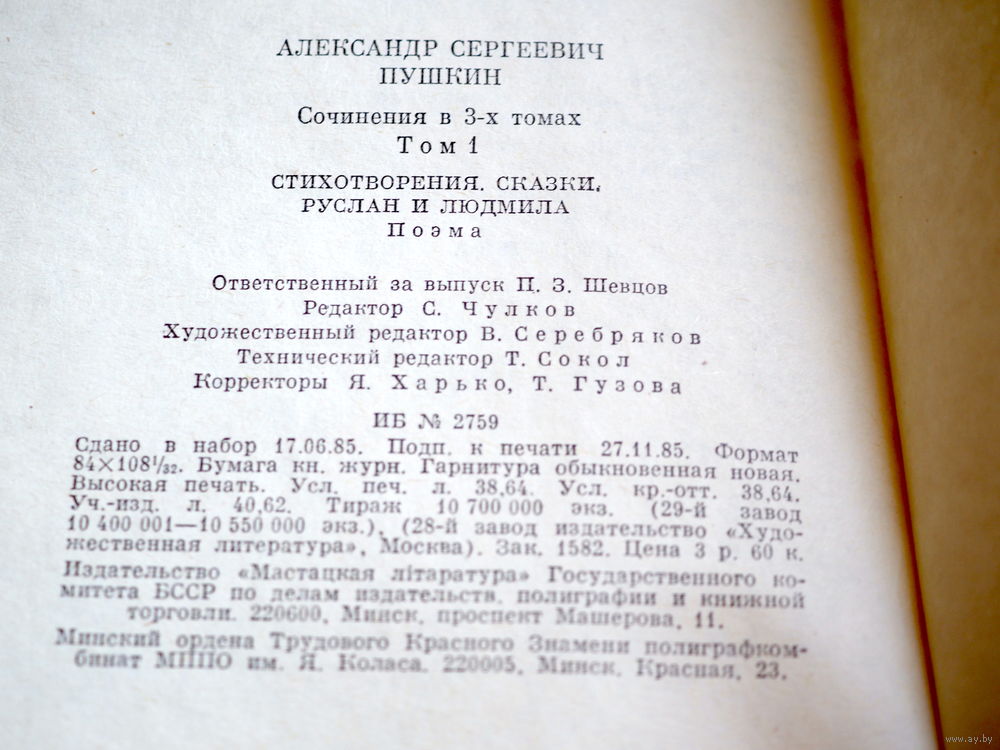 АЛЕКСАНДР СЕРГЕЕВИЧ
ПУШКИН
Сочинения в 3-х томах
Том 1
СТИХОТВОРЕНИЯ. СКАЗКИ.
РУСЛАН И ЛЮДМИЛА
Поэма
Ответственный за выпуск П. З. Шевцов
Редактор С. Чулков
Художественный редактор В. Серебряков
Технический редактор Т. Сокол
Корректоры Я. Харько, Т. Гузова
ИБ № 2759
Сдано в набор 17.06.85. Подп. к печати 27.11.85. Формат
84×108¹/₃₂. Бумага кн. журн. Гарнитура обыкновенная новая.
Высокая печать. Усл. печ. л. 38,64. Усл. кр.-отт. 38,64.
Уч.-изд. л. 40,62. Тираж 10 700 000 экз. (29-й завод
10 400 001—10 550 000 экз.), (28-й завод издательство «Худо-
жественная литература», Москва). Зак. 1582. Цена 3 р. 60 к.
Издательство «Мастацкая літаратура» Государственного ко-
митета БССР по делам издательств, полиграфии и книжной
торговли. 220600, Минск, проспект Машерова, 11.
Минский ордена Трудового Красного Знамени полиграфком-
бинат МППО им. Я. Коласа. 220005, Минск, Красная, 23.
www.ay.by